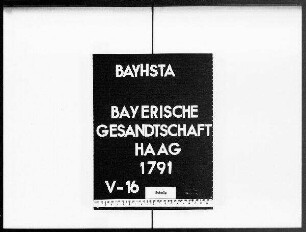 BAYHSTA
BAYERISCHE
GESANDTSCHAFT
HAAG
1791
V-16